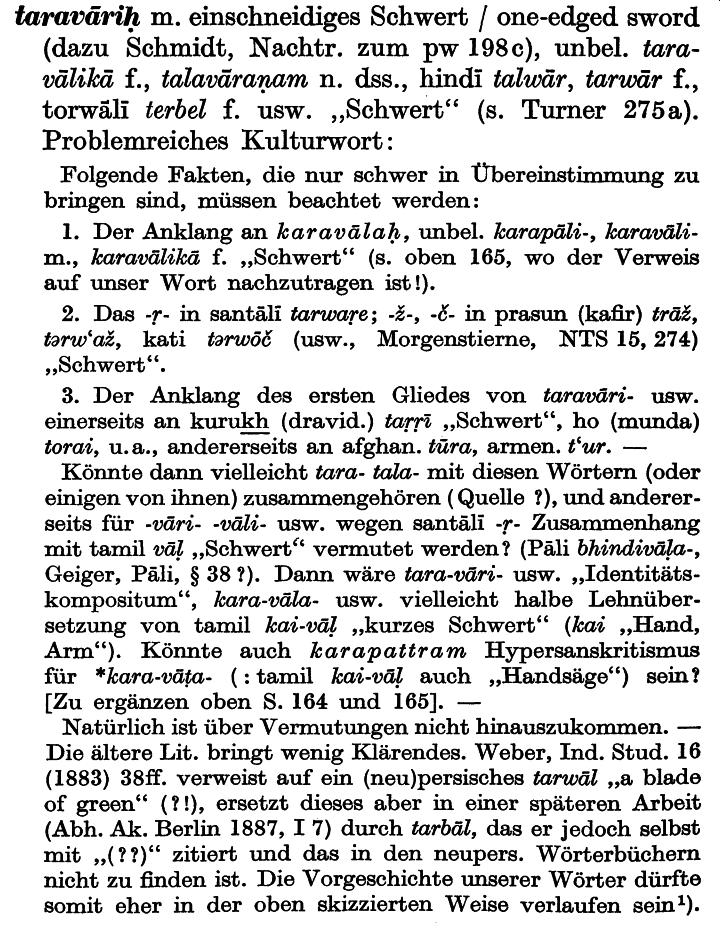 taravāriḥ m. einschneidiges Schwert / one-edged sword
(dazu Schmidt, Nachtr. zum pw 198c), unbel. tara-
vālikā f., talavāraṇam n. dss., hindī talwār, tarwār f.,
torwālī terbel f. usw. „Schwert“ (s. Turner 275a).
Problemreiches Kulturwort:
Folgende Fakten, die nur schwer in Übereinstimmung zu
bringen sind, müssen beachtet werden:
1. Der Anklang an karavālaḥ, unbel. karapāli-, karavāli-
m., karavālikā f. „Schwert“ (s. oben 165, wo der Verweis
auf unser Wort nachzutragen ist!).
2. Das -ṛ- in santālī tarwaṛe; -ž-, -č- in prasun (kafir) trāž,
tərwʿaž, kati tərwōč (usw., Morgenstierne, NTS 15, 274)
„Schwert“.
3. Der Anklang des ersten Gliedes von taravāri- usw.
einerseits an kurukh (dravid.) taṛṛī „Schwert“, ho (munda)
torai, u. a., andererseits an afghan. tūra, armen. tʿur. —
Könnte dann vielleicht tara- tala- mit diesen Wörtern (oder
einigen von ihnen) zusammengehören (Quelle ?), und anderer-
seits für -vāri- -vāli- usw. wegen santālī -ṛ- Zusammenhang
mit tamil vāḷ „Schwert“ vermutet werden? (Pāli bhindivāḷa-,
Geiger, Pāli, § 38 ?). Dann wäre tara-vāri- usw. „Identitäts-
kompositum“, kara-vāla- usw. vielleicht halbe Lehnüber-
setzung von tamil kai-vāḷ „kurzes Schwert“ (kai „Hand,
Arm“). Könnte auch karapattram Hypersanskritismus
für *kara-vāṭa- (: tamil kai-vāḷ auch „Handsäge“) sein?
[Zu ergänzen oben S. 164 und 165]. —
Natürlich ist über Vermutungen nicht hinauszukommen. —
Die ältere Lit. bringt wenig Klärendes. Weber, Ind. Stud. 16
(1883) 38ff. verweist auf ein (neu)persisches tarwāl „a blade
of green“ (?!), ersetzt dieses aber in einer späteren Arbeit
(Abh. Ak. Berlin 1887, I 7) durch tarbāl, das er jedoch selbst
mit „(??)“ zitiert und das in den neupers. Wörterbüchern
nicht zu finden ist. Die Vorgeschichte unserer Wörter dürfte
somit eher in der oben skizzierten Weise verlaufen sein¹).